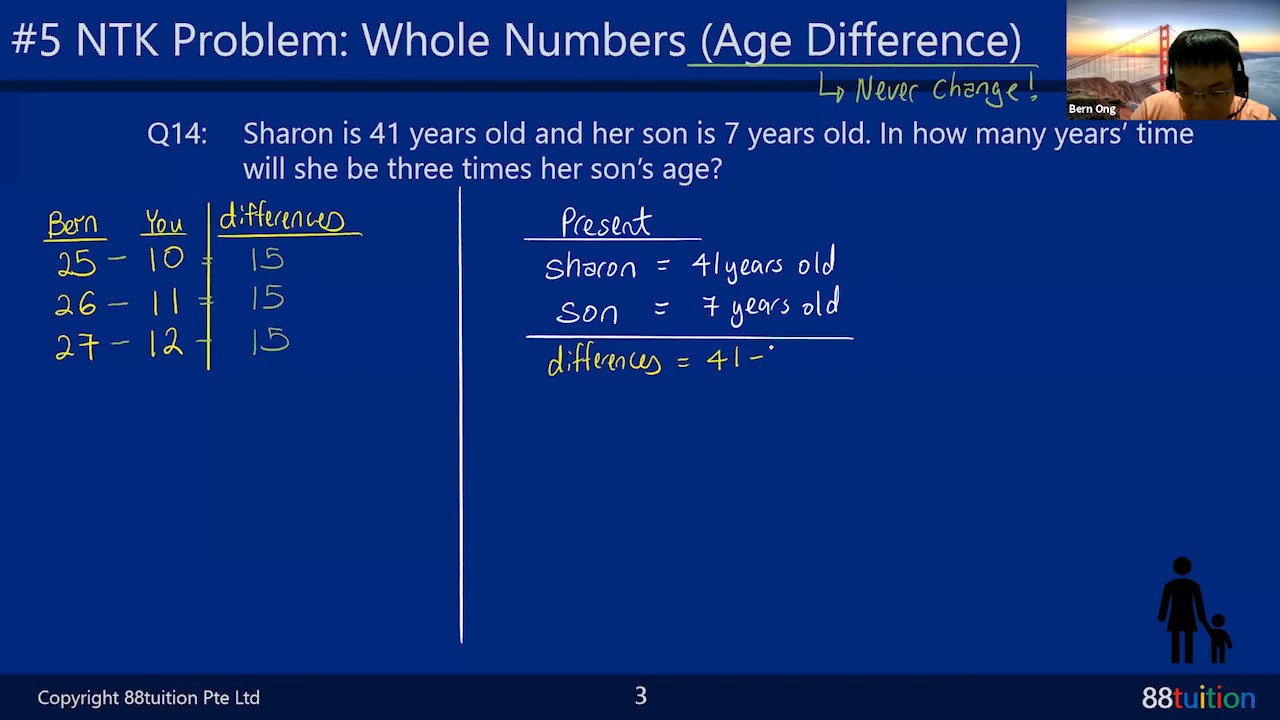 #5 NTK Problem: Whole Numbers (Age Difference)
↳ Never Change!
Bern Ong
Q14: Sharon is 41 years old and her son is 7 years old. In how many years' time
will she be three times her son's age?
Bern You differences
25 - 10 = 15
26 - 11 = 15
27 - 12 - 15
Present
Sharon = 41 years old
son = 7 years old
differences = 41 -
Copyright 88tuition Pte Ltd
3
88tuition